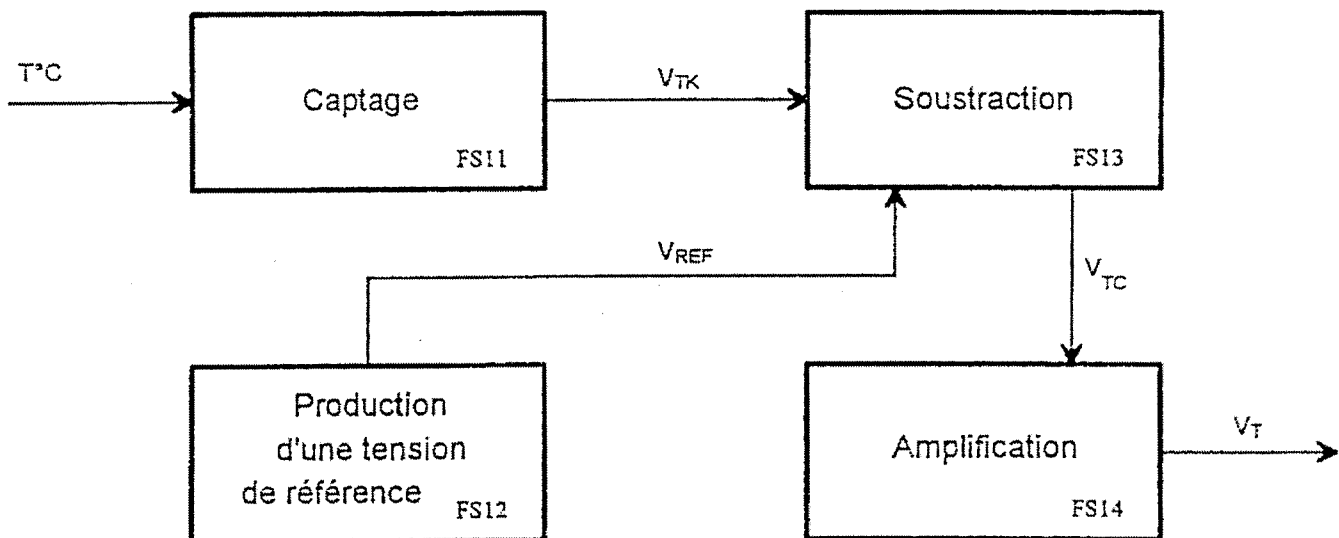 T°C
Captage
FS11
VTK
Soustraction
FS13
VREF
VTC
Production
d'une tension
de référence
FS12
Amplification
FS14
VT